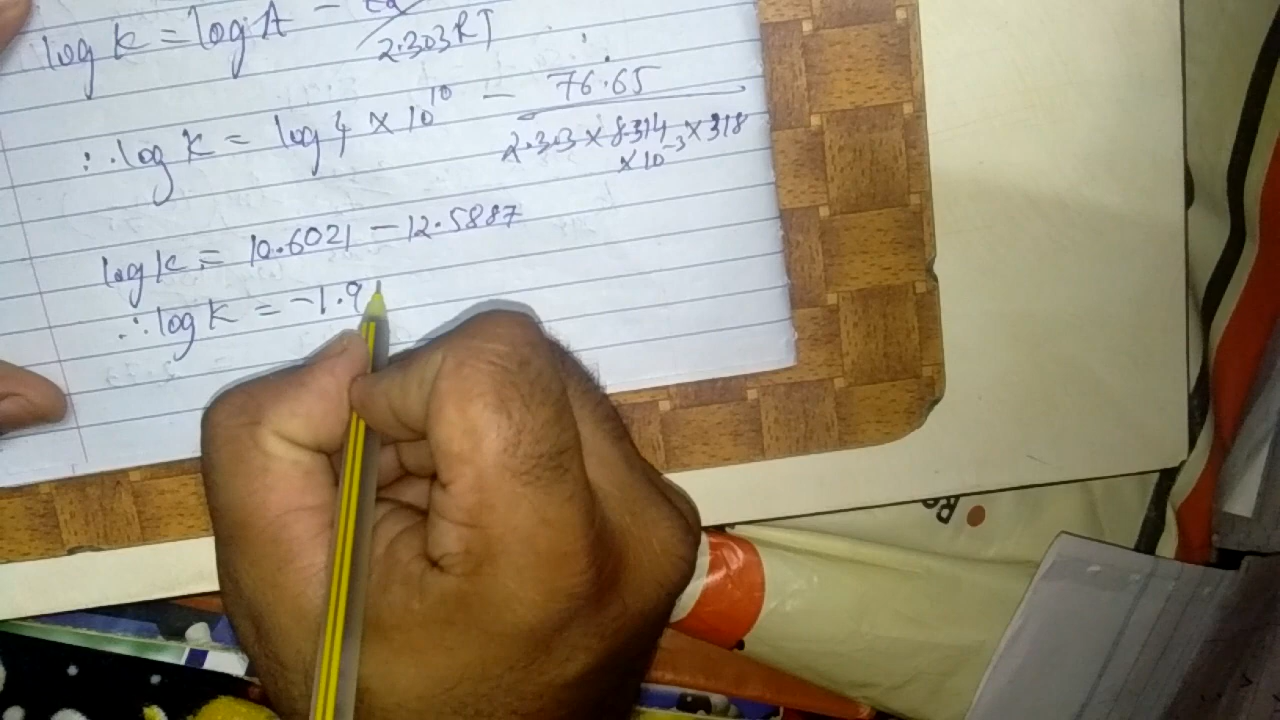 log K = log A - Ea / 2.303RT
∴ log K = log 4 × 10^10 - 76.65 / 2.303 × 8.314 × 10^-3 × 318
log K = 10.6021 - 12.5887
∴ log K = -1.9